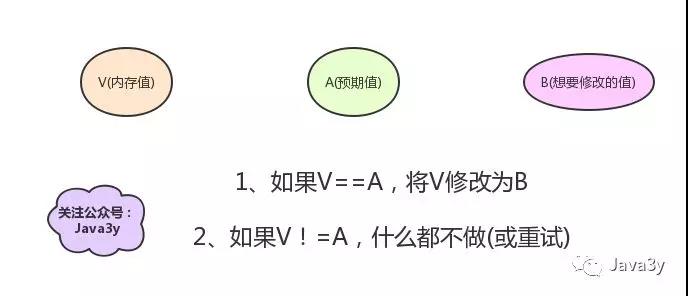 V(内存值)
A(预期值)
B(想要修改的值)
1、如果V==A，将V修改为B
关注公众号：
Java3y
2、如果V！=A，什么都不做(或重试)
Java3y